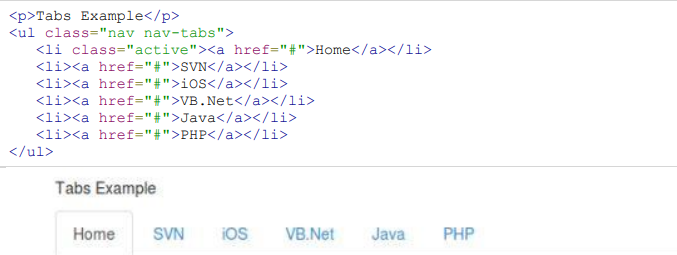 <p>Tabs Example</p>
<ul class="nav nav-tabs">
   <li class="active"><a href="#">Home</a></li>
   <li><a href="#">SVN</a></li>
   <li><a href="#">iOS</a></li>
   <li><a href="#">VB.Net</a></li>
   <li><a href="#">Java</a></li>
   <li><a href="#">PHP</a></li>
</ul>
Tabs Example
Home SVN iOS VB.Net Java PHP